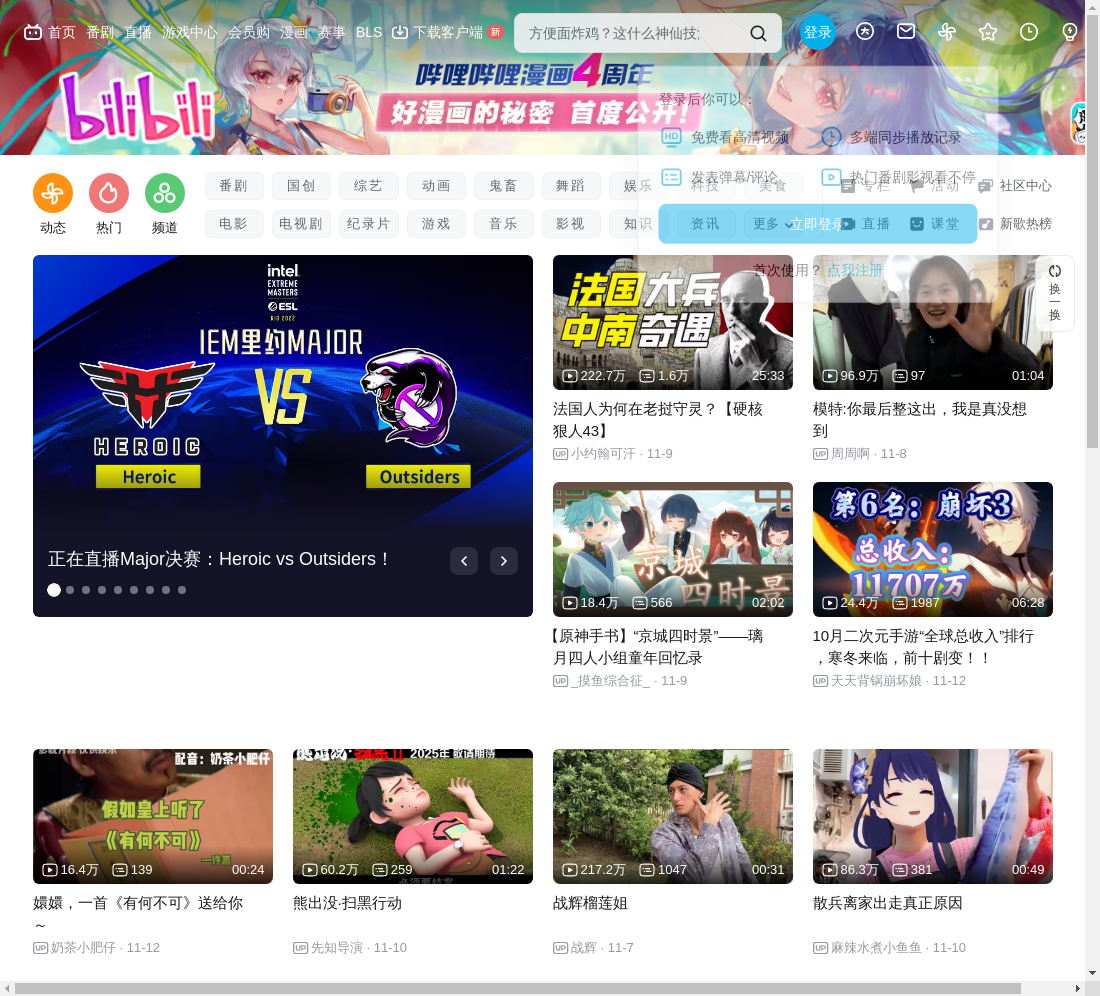 首页 番剧 直播 游戏中心 会员购 漫画 赛事 BLS 下载客户端 新
方便面炸鸡？这什么神仙技
登录
bilibili
哔哩哔哩漫画4周年
好漫画的秘密 首度公开!
登录后你可以：
免费看高清视频
多端同步播放记录
发表弹幕/评论
热门番剧影视看不停
立即登录
首次使用？点我注册
动态
热门
频道
番剧 国创 综艺 动画 鬼畜 舞蹈 娱乐 科技 美食
电影 电视剧 纪录片 游戏 音乐 影视 知识 资讯 更多
专栏 活动 社区中心
直播 课堂 新歌热榜
换一换
intel
EXTREME
MASTERS
ESL
RIO 2022
IEM里约MAJOR
VS
HEROIC
Heroic
Outsiders
正在直播Major决赛：Heroic vs Outsiders！
法国大兵
中南奇遇
222.7万 1.6万 25:33
法国人为何在老挝守灵？【硬核
狠人43】
小约翰可汗 · 11-9
96.9万 97 01:04
模特:你最后整这出，我是真没想
到
周周啊 · 11-8
京城四时景
18.4万 566 02:02
【原神手书】“京城四时景”——璃
月四人小组童年回忆录
_摸鱼综合征_ · 11-9
第6名：崩坏3
总收入：
11707万
24.4万 1987 06:28
10月二次元手游“全球总收入”排行
，寒冬来临，前十剧变！！
天天背锅崩坏娘 · 11-12
配音：奶茶小肥仔
假如皇上听了
《有何不可》
—许嵩
16.4万 139 00:24
嬛嬛，一首《有何不可》送给你
～
奶茶小肥仔 · 11-12
2025年 敬请期待
60.2万 259 01:22
熊出没·扫黑行动
先知导演 · 11-10
217.2万 1047 00:31
战辉榴莲姐
战辉 · 11-7
86.3万 381 00:49
散兵离家出走真正原因
麻辣水煮小鱼鱼 · 11-10